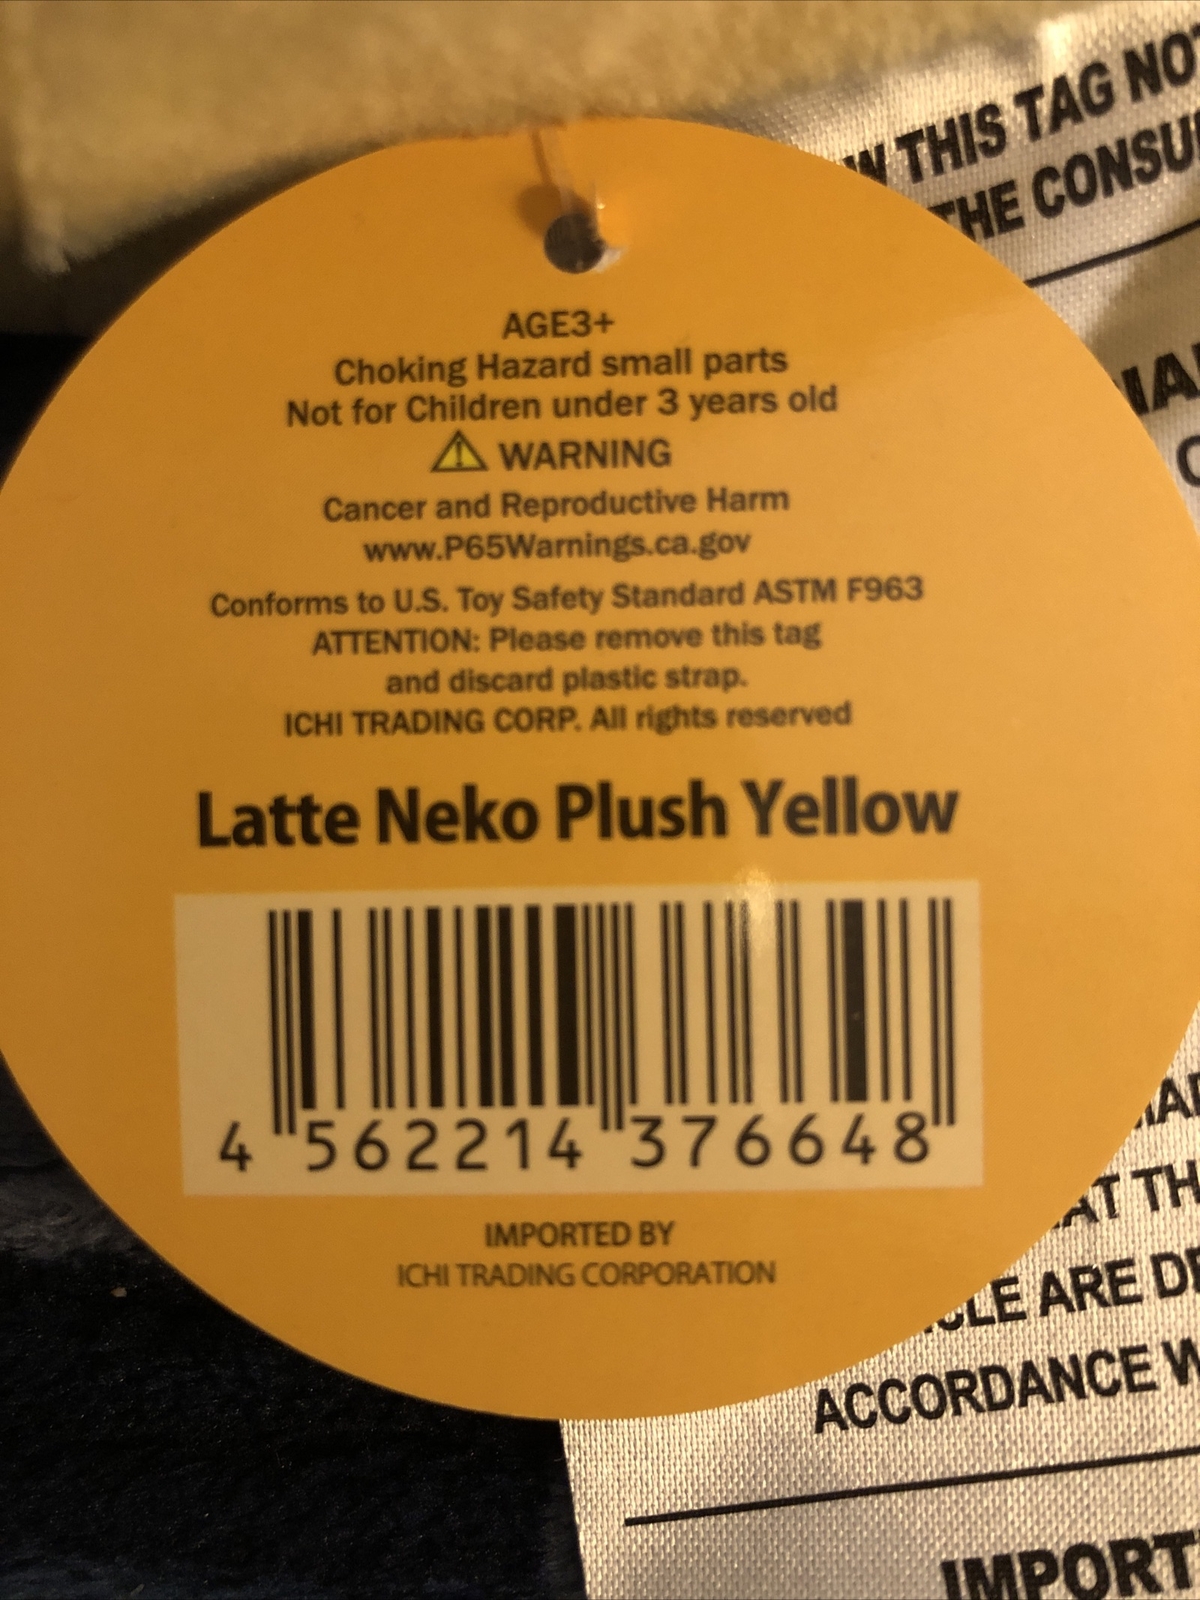 THIS TAG
THE
AGE3+
Choking Hazard small parts
Not for Children under 3 years old
WARNING
Cancer and Reproductive Harm
www.P65Warnings.ca.gov
Conforms to U.S. Toy Safety Standard ASTM F963
ATTENTION: Please remove this tag
and discard plastic strap.
ICHI TRADING CORP. All rights reserved
Latte Neko Plush Yellow
4 562214 376648
IMPORTED BY
ICHI TRADING CORPORATION
ARE
ACCORDANCE